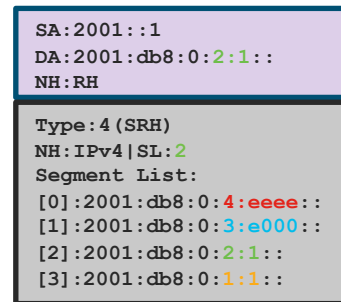 SA:2001::1
DA:2001:db8:0:2:1::
NH:RH
Type:4(SRH)
NH:IPv4|SL:2
Segment List:
[0]:2001:db8:0:4:eeee::
[1]:2001:db8:0:3:e000::
[2]:2001:db8:0:2:1::
[3]:2001:db8:0:1:1::